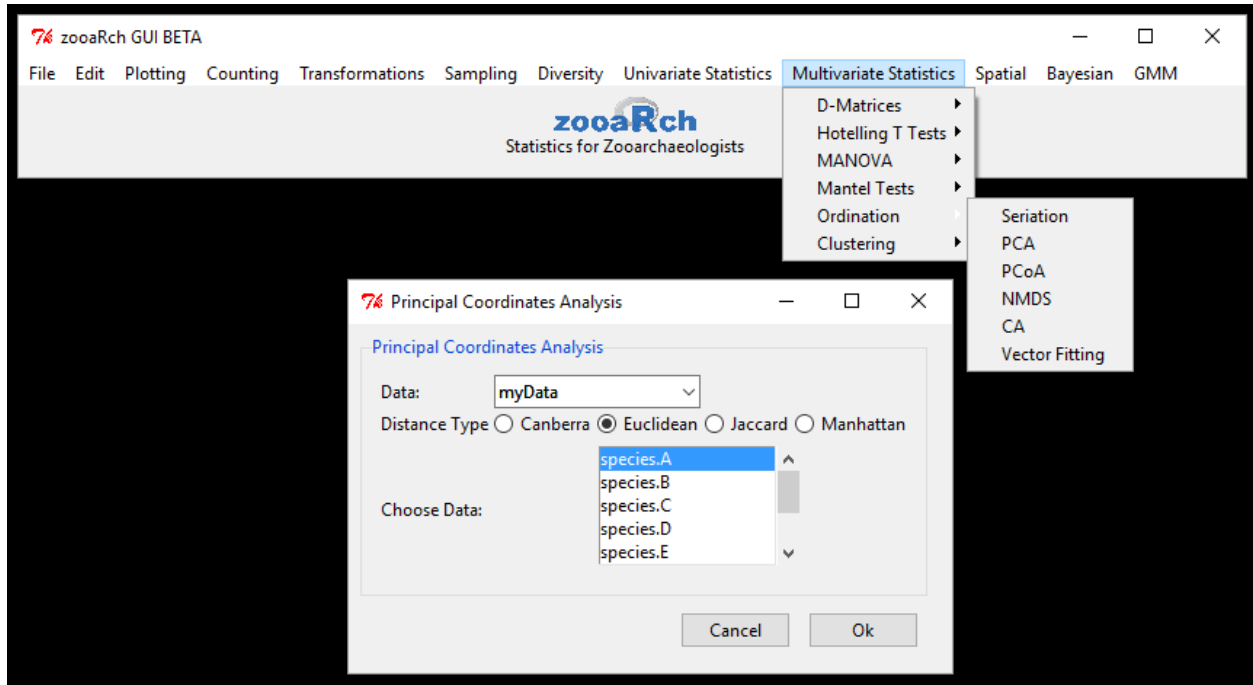 zooaRch GUI BETA
File Edit Plotting Counting Transformations Sampling Diversity Univariate Statistics Multivariate Statistics Spatial Bayesian GMM
zooaRch
Statistics for Zooarchaeologists
D-Matrices
Hotelling T Tests
MANOVA
Mantel Tests
Ordination
Clustering
Seriation
PCA
PCoA
NMDS
CA
Vector Fitting
Principal Coordinates Analysis
Principal Coordinates Analysis
Data: myData
Distance Type Canberra Euclidean Jaccard Manhattan
Choose Data:
species.A
species.B
species.C
species.D
species.E
Cancel Ok